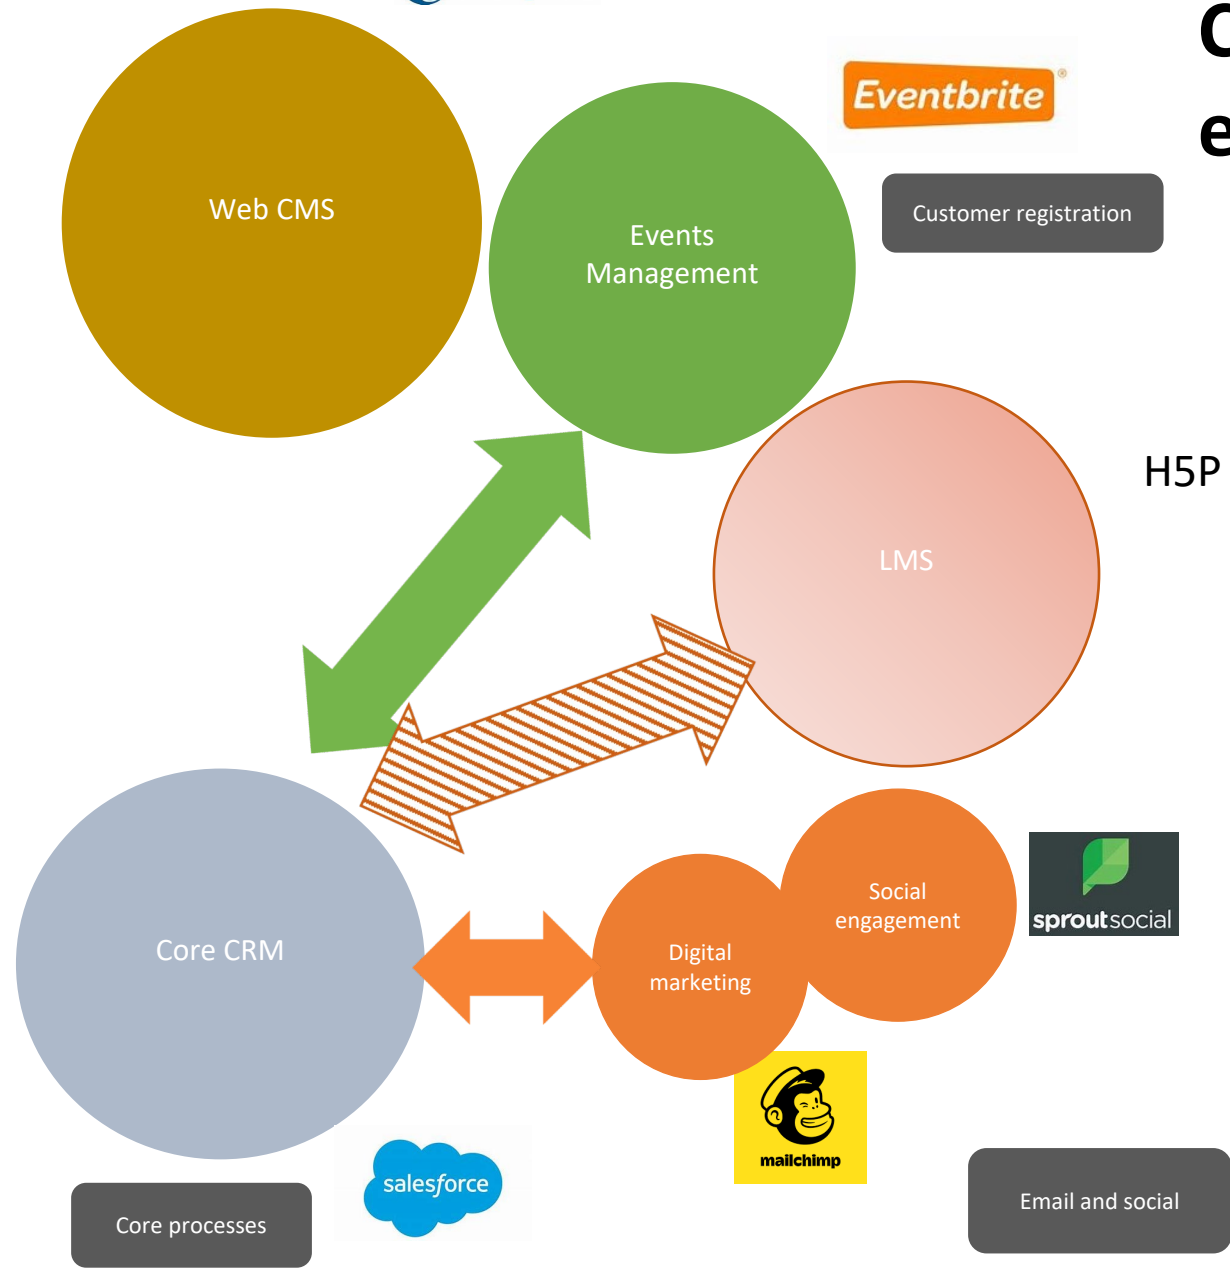 Eventbrite
®
Web CMS
Customer registration
Events
Management
H5P
LMS
Social
engagement
sproutsocial
Core CRM
Digital
marketing
mailchimp
salesforce
Email and social
Core processes